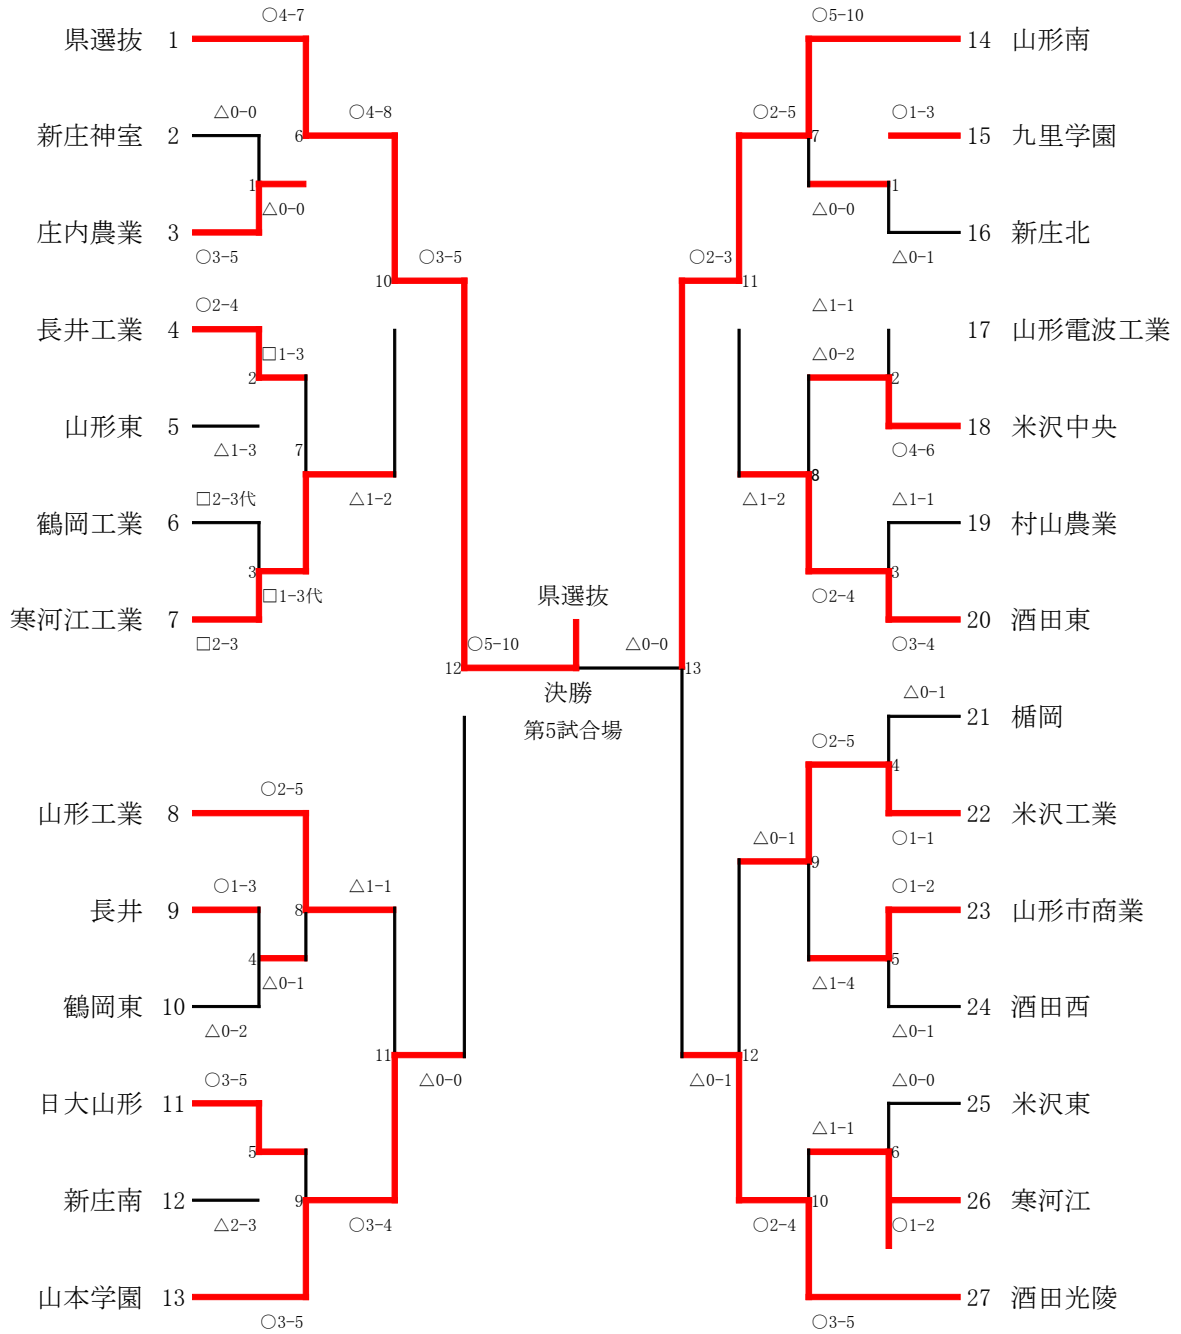 ○4-7
県選抜 1
△0-0
○4-8
新庄神室 2
6
1
△0-0
庄内農業 3
○3-5
○3-5
10
○2-4
長井工業 4
□1-3
2
山形東 5
△1-3
7
□2-3代
△1-2
鶴岡工業 6
3
□1-3代
寒河江工業 7
□2-3
県選抜
○5-10
△0-0
12
13
決勝
第5試合場
○2-5
山形工業 8
○1-3
△1-1
長井 9
8
4
△0-1
鶴岡東 10
△0-2
11
○3-5
△0-0
日大山形 11
5
新庄南 12
9
△2-3
○3-4
山本学園 13
○3-5
○5-10
14 山形南
○2-5
○1-3
7
15 九里学園
1
△0-0
16 新庄北
△0-1
○2-3
11
△1-1
17 山形電波工業
△0-2
2
18 米沢中央
○4-6
8
△1-2
△1-1
19 村山農業
3
○2-4
20 酒田東
○3-4
△0-1
21 楯岡
○2-5
4
22 米沢工業
○1-1
△0-1
9
○1-2
23 山形市商業
5
△1-4
24 酒田西
△0-1
12
△0-1
△0-0
25 米沢東
△1-1
6
26 寒河江
10
○2-4
○1-2
27 酒田光陵
○3-5